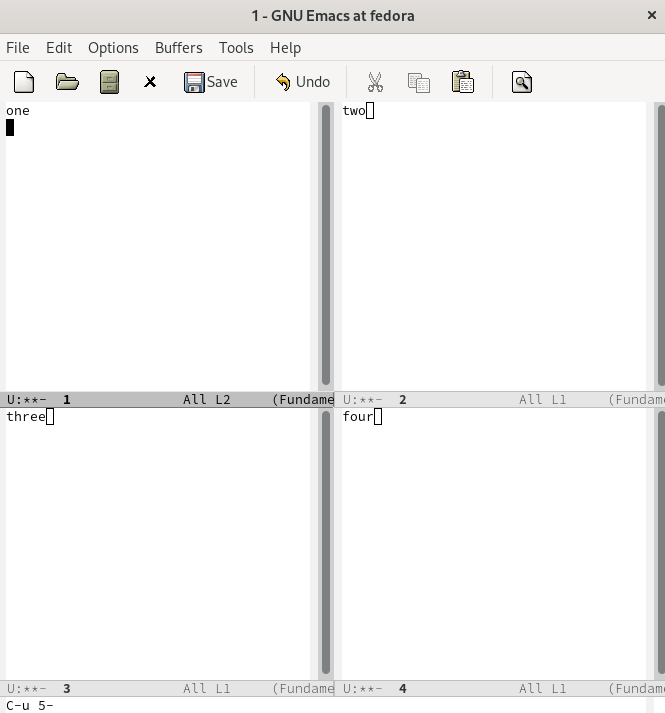 1 - GNU Emacs at fedora ×
File Edit Options Buffers Tools Help
Save Undo
one
two
U:**-  1 All L2 (Fundame
U:**-  2 All L1 (Fundame
three
four
U:**-  3 All L1 (Fundame
U:**-  4 All L1 (Fundame
C-u 5-